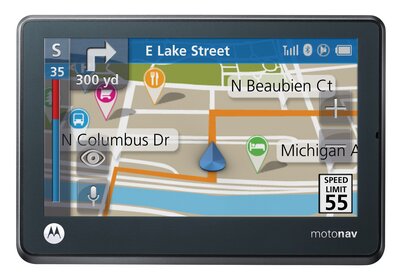 S
E Lake Street
35
300 yd
N Beaubien Ct
N Columbus Dr
Michigan A
SPEED
LIMIT
55
motonav